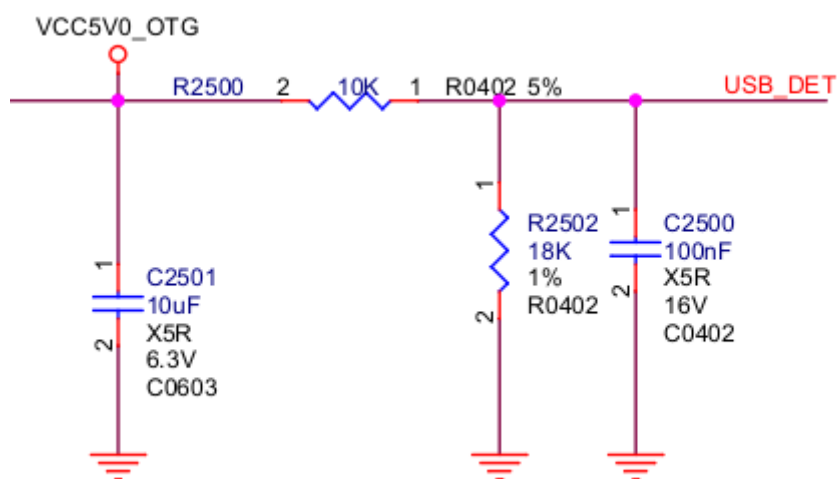 VCC5V0_OTG
R2500 2 10K 1 R0402 5% USB_DET
1
R2502
18K
1%
R0402
2
1
C2500
100nF
X5R
16V
C0402
2
1
C2501
10uF
X5R
6.3V
C0603
2